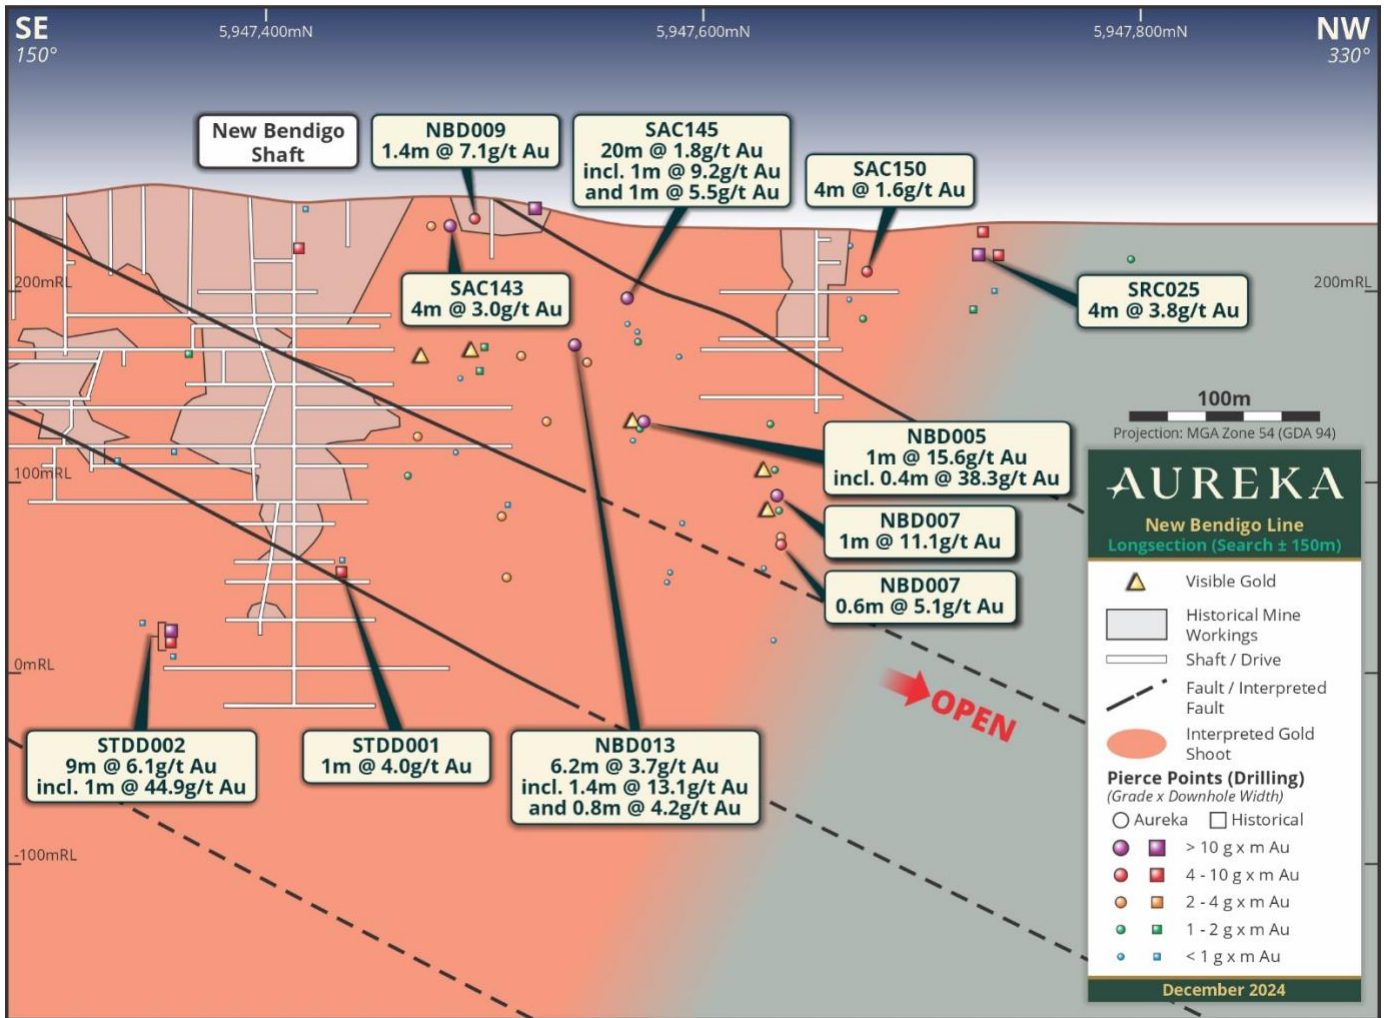 SE
150°
5,947,400mN
5,947,600mN
5,947,800mN
NW
330°
New Bendigo
Shaft
NBD009
1.4m @ 7.1g/t Au
SAC145
20m @ 1.8g/t Au
incl. 1m @ 9.2g/t Au
and 1m @ 5.5g/t Au
SAC150
4m @ 1.6g/t Au
SAC143
4m @ 3.0g/t Au
SRC025
4m @ 3.8g/t Au
200mRL
200mRL
100m
Projection: MGA Zone 54 (GDA 94)
NBD005
1m @ 15.6g/t Au
incl. 0.4m @ 38.3g/t Au
100mRL
NBD007
1m @ 11.1g/t Au
NBD007
0.6m @ 5.1g/t Au
0mRL
OPEN
STDD002
9m @ 6.1g/t Au
incl. 1m @ 44.9g/t Au
STDD001
1m @ 4.0g/t Au
NBD013
6.2m @ 3.7g/t Au
incl. 1.4m @ 13.1g/t Au
and 0.8m @ 4.2g/t Au
-100mRL
AUREKA
New Bendigo Line
Longsection (Search ± 150m)
Visible Gold
Historical Mine
Workings
Shaft / Drive
Fault / Interpreted
Fault
Interpreted Gold
Shoot
Pierce Points (Drilling)
(Grade x Downhole Width)
Aureka
Historical
> 10 g x m Au
4 - 10 g x m Au
2 - 4 g x m Au
1 - 2 g x m Au
< 1 g x m Au
December 2024